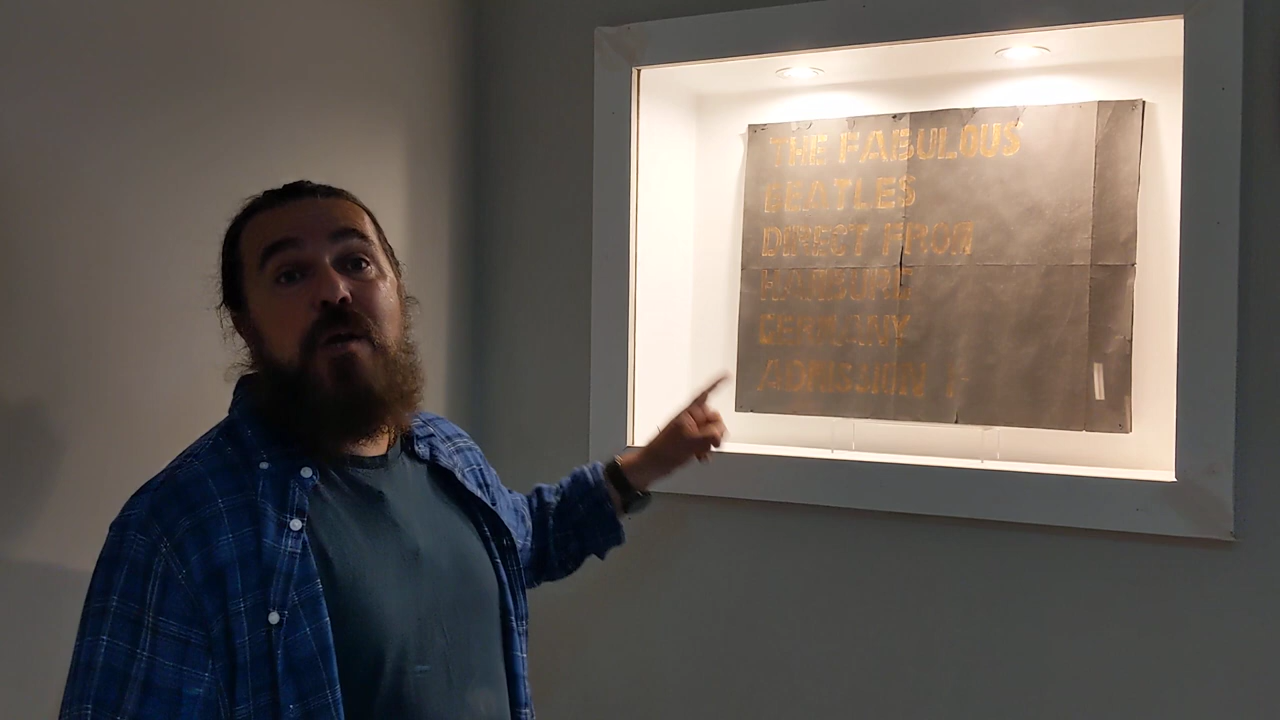 THE FABULOUS
BEATLES
DIRECT FROM
HAMBURG
GERMANY
ADMISSION